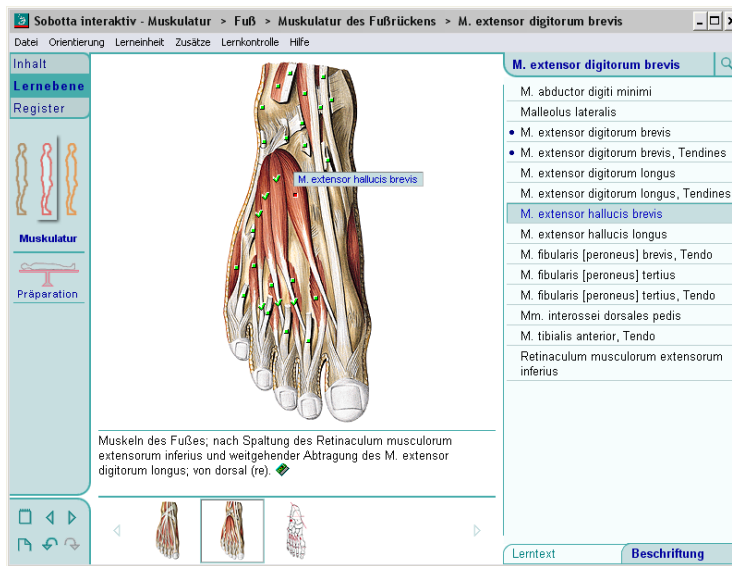 Sobotta interaktiv - Muskulatur > Fuß > Muskulatur des Fußrückens > M. extensor digitorum brevis
Datei Orientierung Lerneinheit Zusätze Lernkontrolle Hilfe
Inhalt
Lernebene
Register
Muskulatur
Präparation
M. extensor hallucis brevis
Muskeln des Fußes; nach Spaltung des Retinaculum musculorum
extensorum inferius und weitgehender Abtragung des M. extensor
digitorum longus; von dorsal (re).
M. extensor digitorum brevis
M. abductor digiti minimi
Malleolus lateralis
M. extensor digitorum brevis
M. extensor digitorum brevis, Tendines
M. extensor digitorum longus
M. extensor digitorum longus, Tendines
M. extensor hallucis brevis
M. extensor hallucis longus
M. fibularis [peroneus] brevis, Tendo
M. fibularis [peroneus] tertius
M. fibularis [peroneus] tertius, Tendo
Mm. interossei dorsales pedis
M. tibialis anterior, Tendo
Retinaculum musculorum extensorum
inferius
Lerntext
Beschriftung